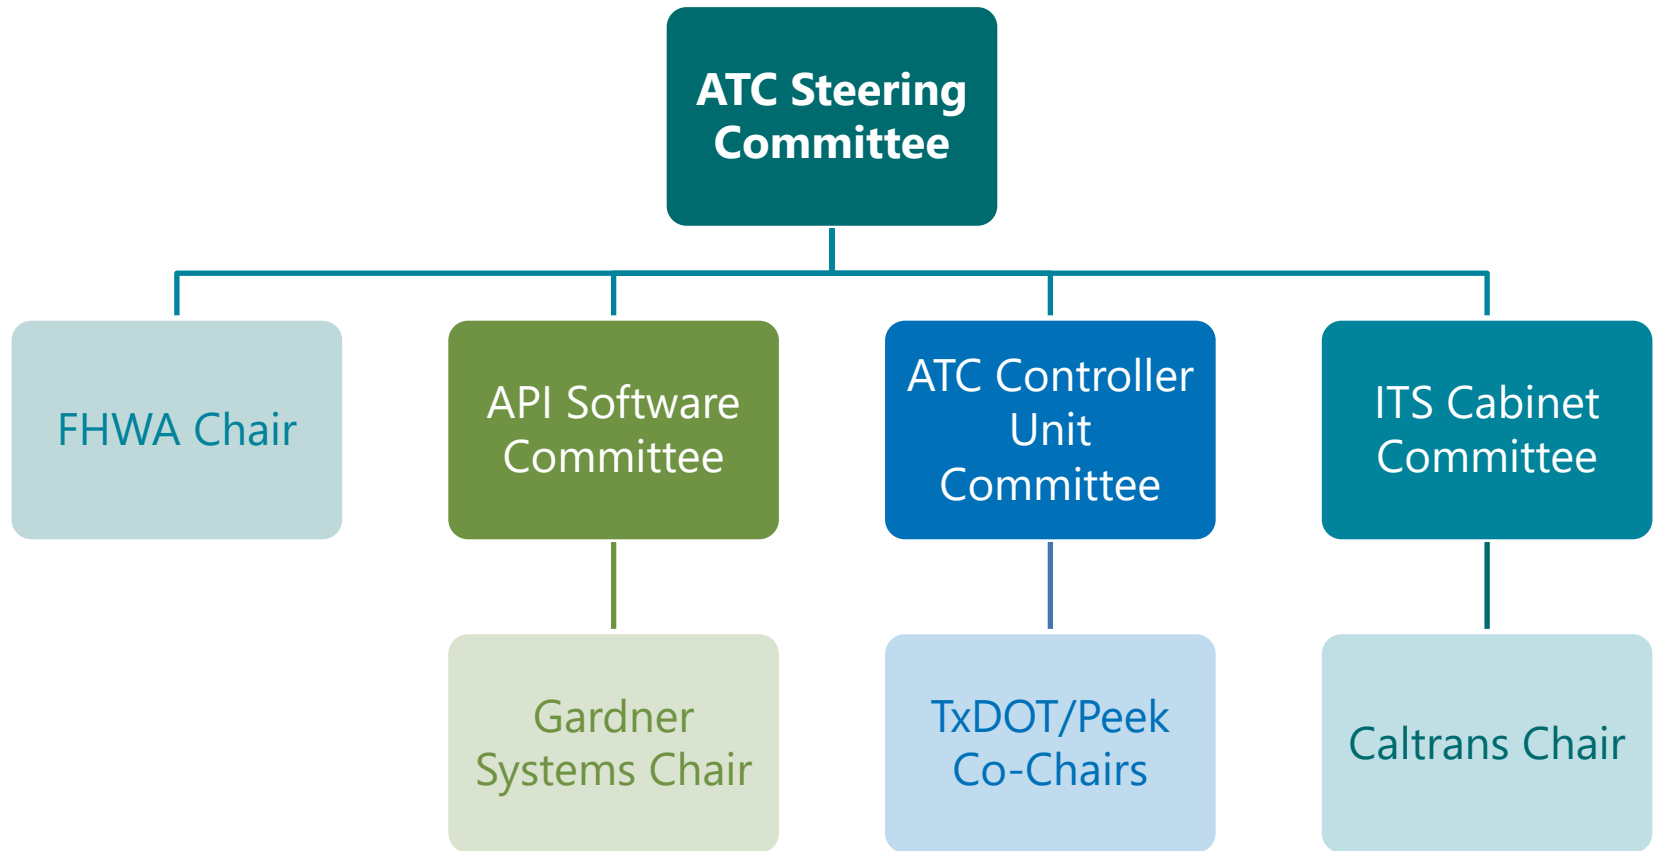 ATC Steering
Committee
FHWA Chair
API Software
Committee
ATC Controller
Unit
Committee
ITS Cabinet
Committee
Gardner
Systems Chair
TxDOT/Peek
Co-Chairs
Caltrans Chair